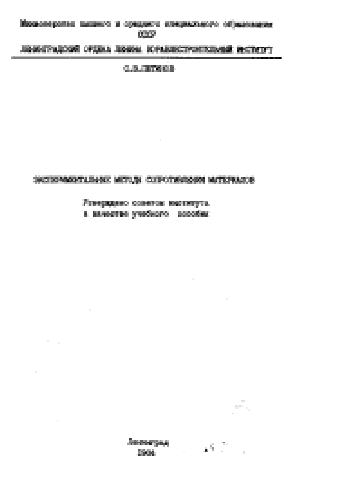 Министерство высшего и среднего специального образования
СССР
ЛЕНИНГРАДСКИЙ ОРДЕНА ЛЕНИНА КОРАБЛЕСТРОИТЕЛЬНЫЙ ИНСТИТУТ
С.В.ПЕТИНОВ
ЭКСПЕРИМЕНТАЛЬНЫЕ МЕТОДЫ СОПРОТИВЛЕНИЯ МАТЕРИАЛОВ
Утверждено советом института
в качестве учебного пособия
Ленинград